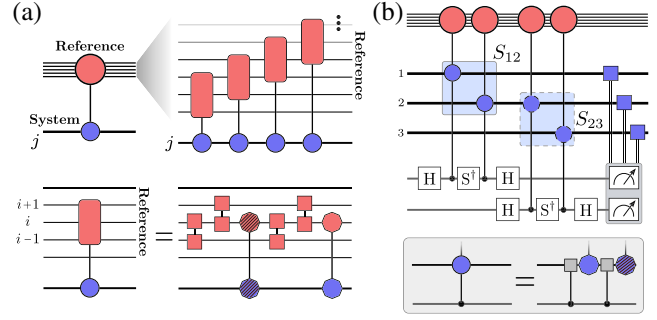 (a)
Reference
System
j
j
Reference
i+1
i
i−1
Reference
=
(b)
S12
1
2
3
S23
H S† H
H S† H
=